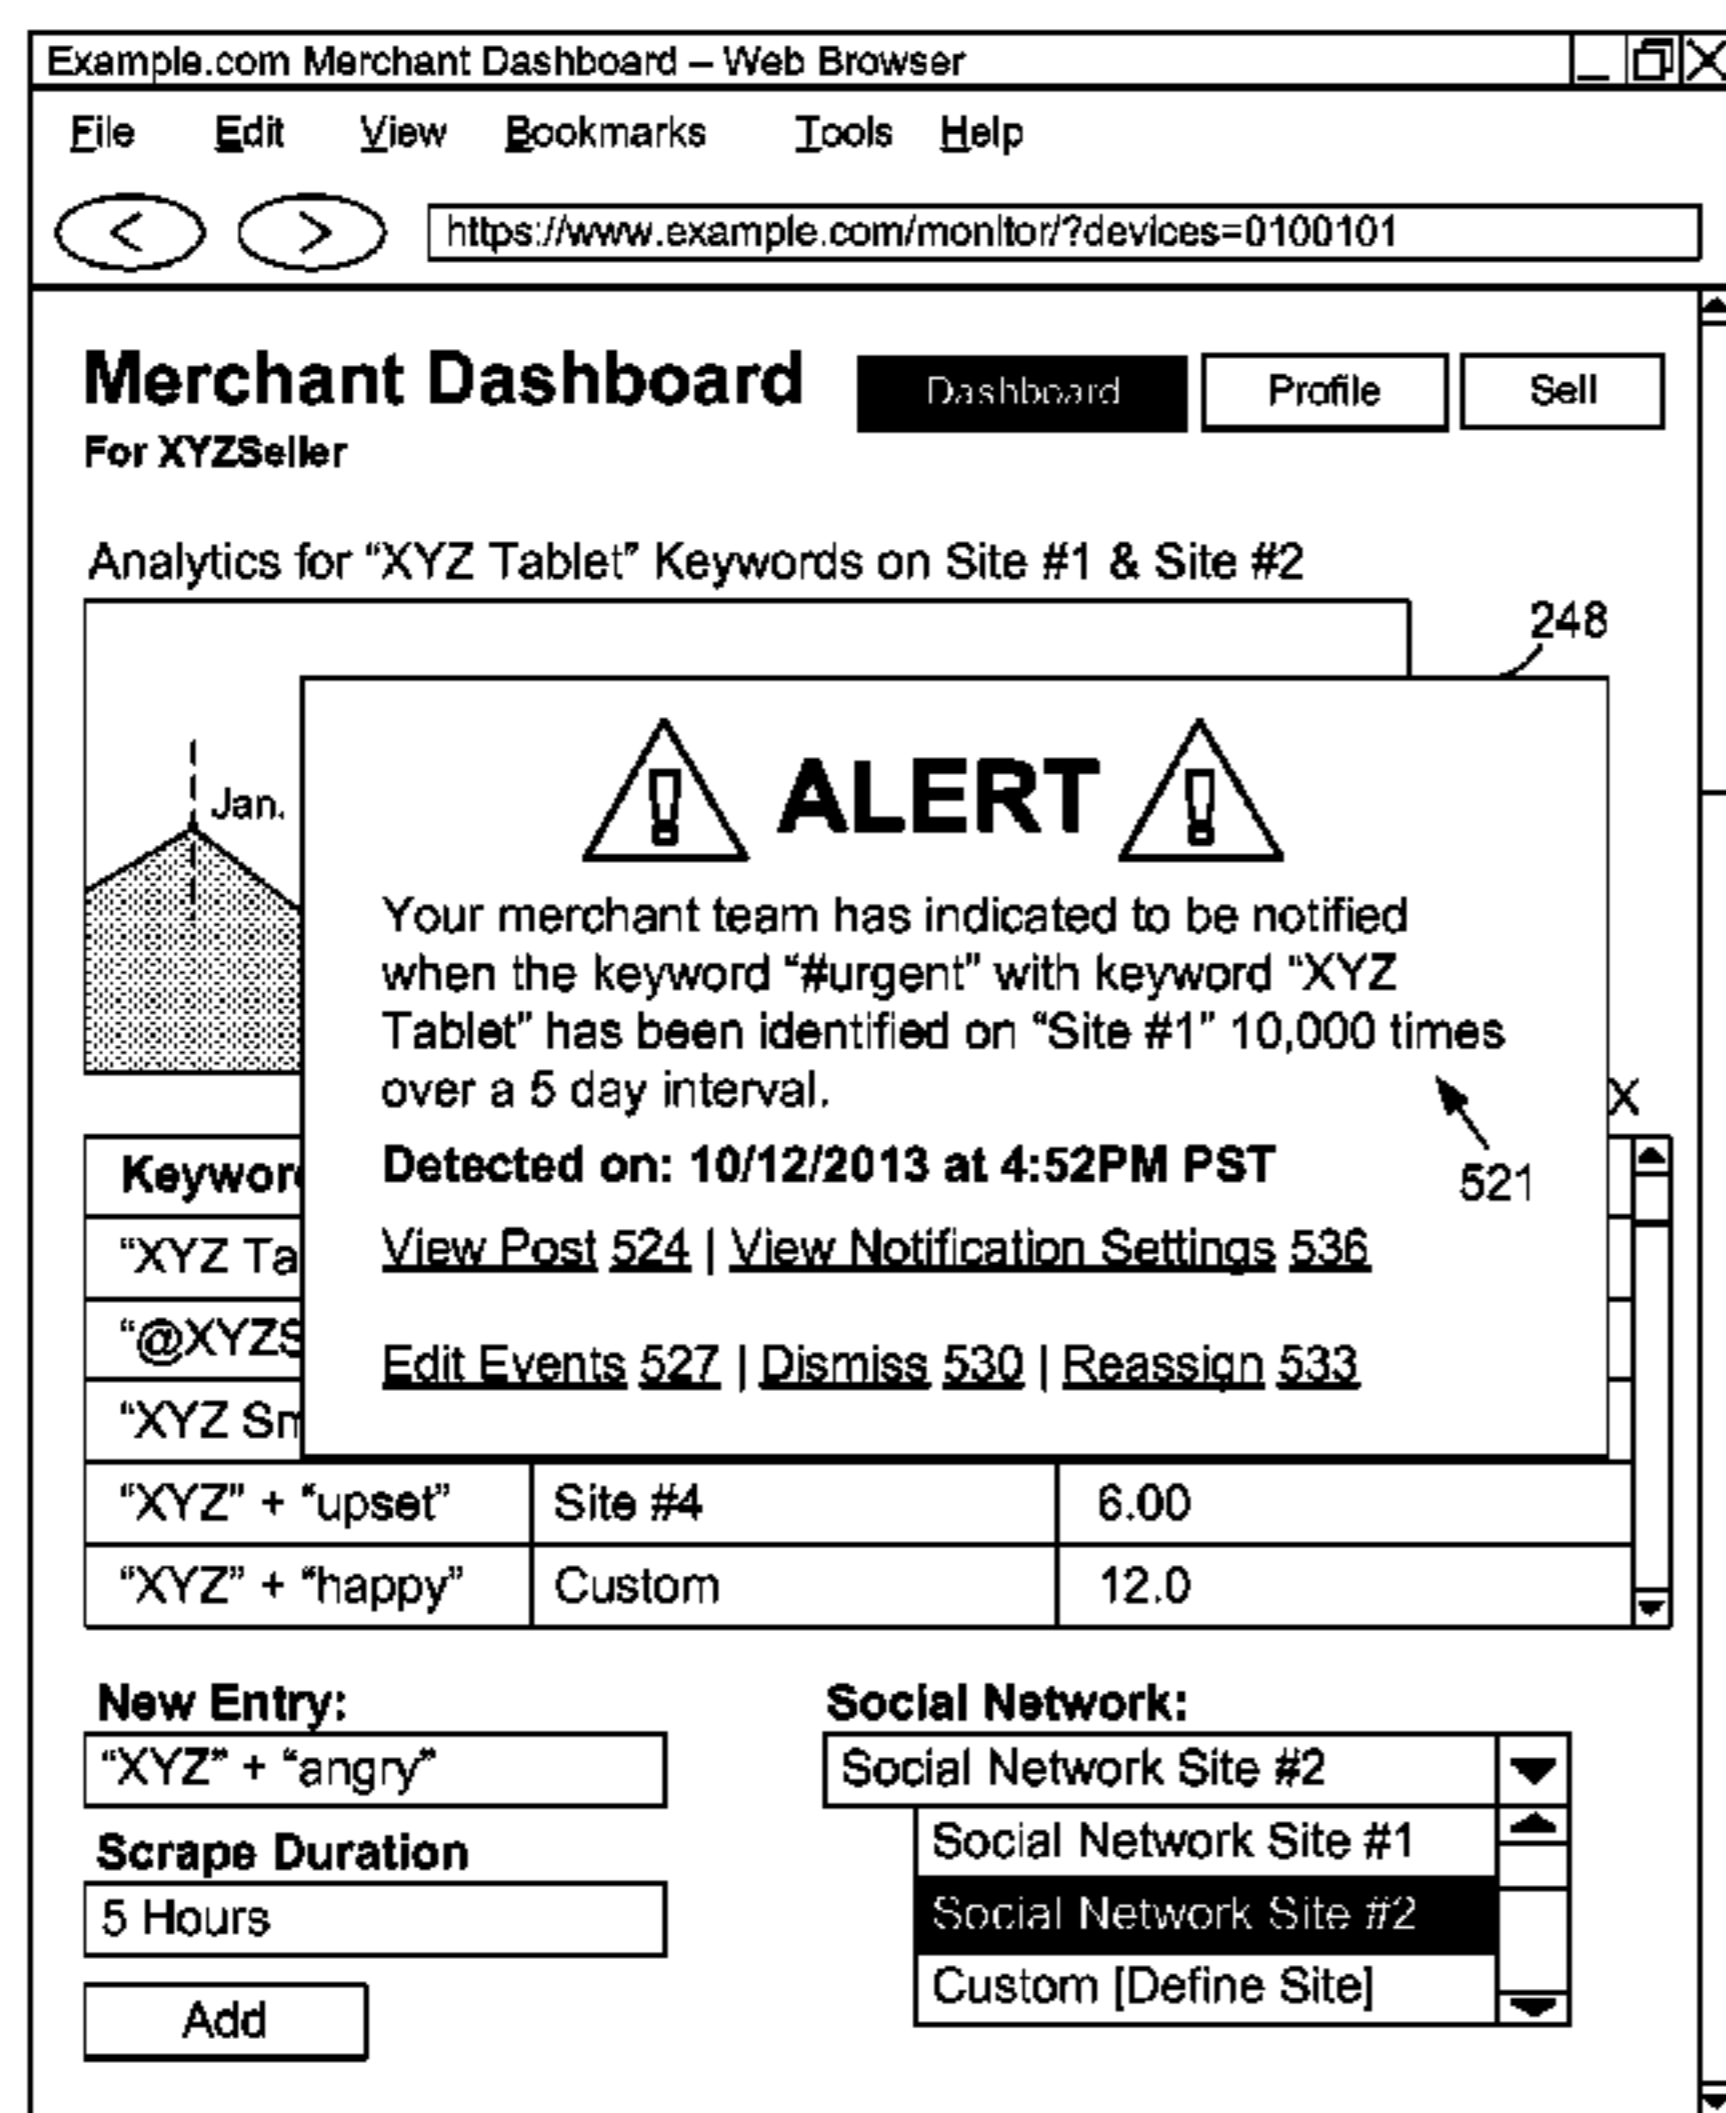 Example.com Merchant Dashboard – Web Browser
File Edit View Bookmarks Tools Help
< > https://www.example.com/monitor/?devices=0100101
Merchant Dashboard Dashboard Profile Sell
For XYZSeller
Analytics for “XYZ Tablet” Keywords on Site #1 & Site #2
248
Jan.
ALERT
Your merchant team has indicated to be notified
when the keyword “#urgent” with keyword “XYZ
Tablet” has been identified on “Site #1” 10,000 times
over a 5 day interval.
X
521
Detected on: 10/12/2013 at 4:52PM PST
View Post 524 | View Notification Settings 536
Edit Events 527 | Dismiss 530 | Reassign 533
Keywor
“XYZ Ta
“@XYZS
“XYZ Sm
“XYZ” + “upset” Site #4 6.00
“XYZ” + “happy” Custom 12.0
New Entry: Social Network:
“XYZ” + “angry” Social Network Site #2
Social Network Site #1
Scrape Duration
5 Hours Social Network Site #2
Custom [Define Site]
Add